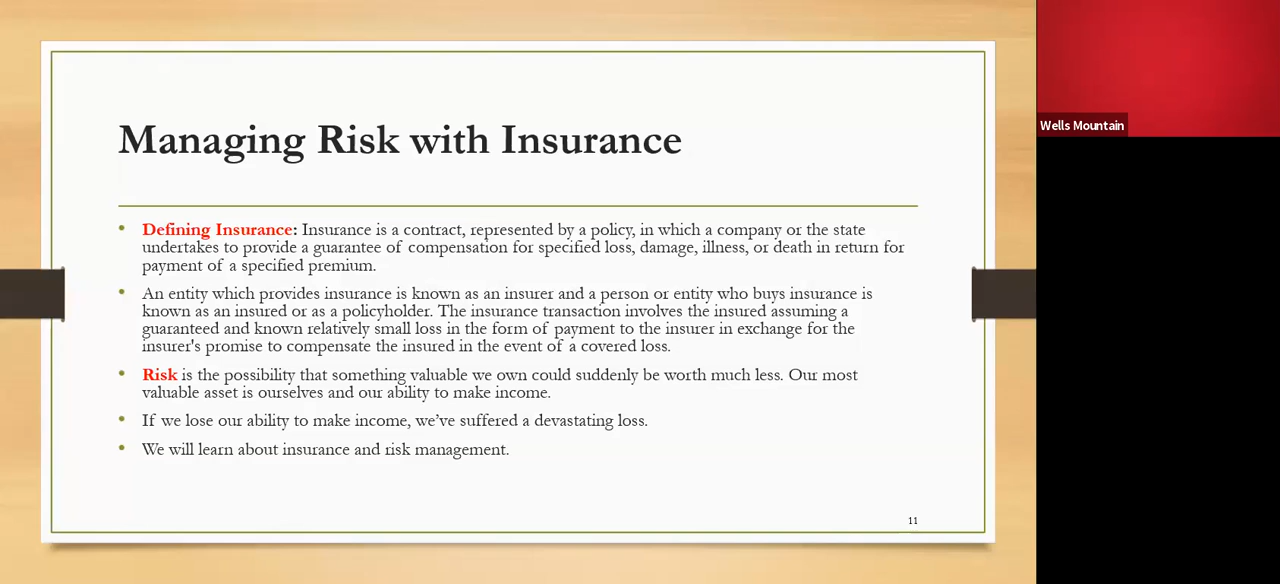 Managing Risk with Insurance
• Defining Insurance: Insurance is a contract, represented by a policy, in which a company or the state
undertakes to provide a guarantee of compensation for specified loss, damage, illness, or death in return for
payment of a specified premium.
• An entity which provides insurance is known as an insurer and a person or entity who buys insurance is
known as an insured or as a policyholder. The insurance transaction involves the insured assuming a
guaranteed and known relatively small loss in the form of payment to the insurer in exchange for the
insurer's promise to compensate the insured in the event of a covered loss.
• Risk is the possibility that something valuable we own could suddenly be worth much less. Our most
valuable asset is ourselves and our ability to make income.
• If we lose our ability to make income, we’ve suffered a devastating loss.
• We will learn about insurance and risk management.
11
Wells Mountain